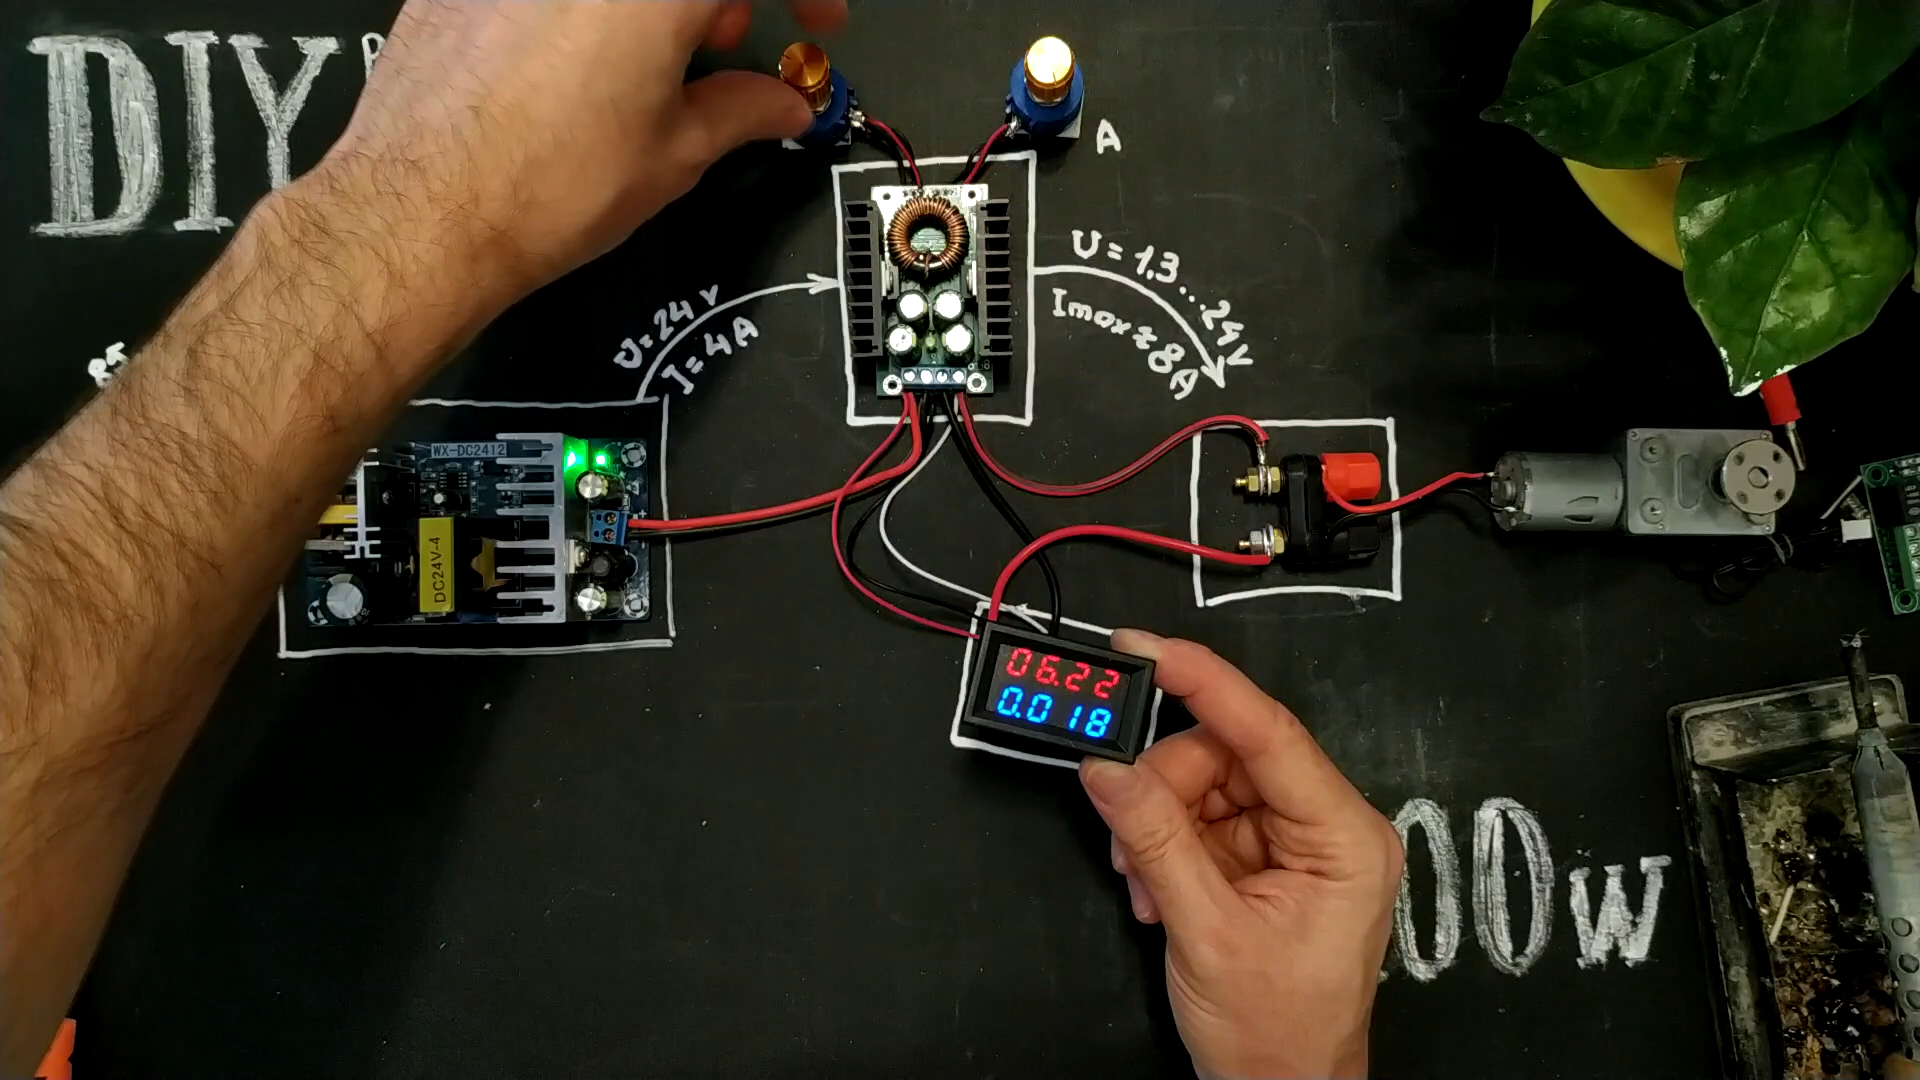 DIY
A
U=24V
I=4A
U=1,3...24V
Imax±8A
WX-DC2412
DC24V-4
06.22
0.018
00W